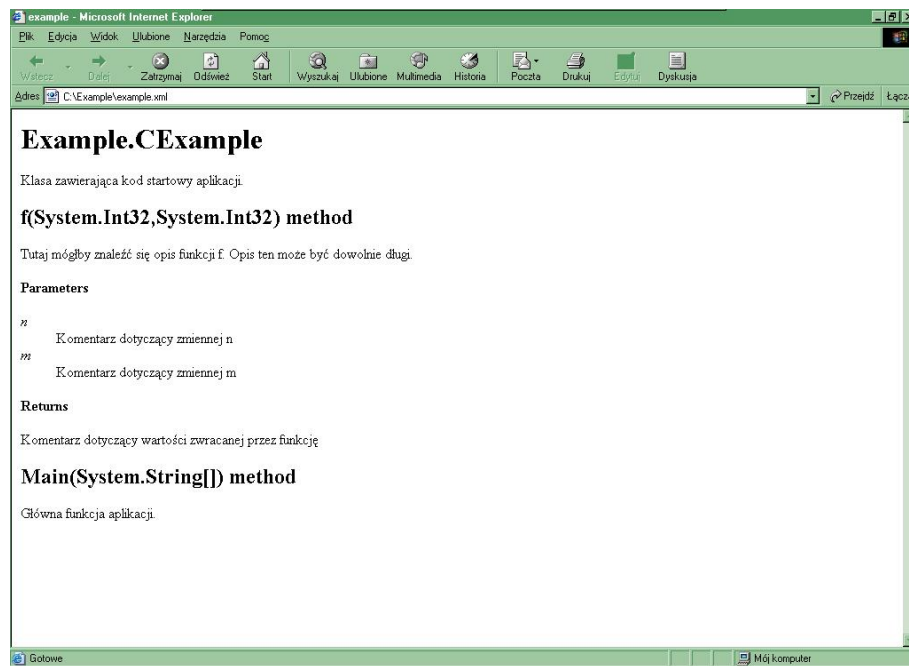 example - Microsoft Internet Explorer
Plik Edycja Widok Ulubione Narzędzia Pomoc
Wstecz Dalej Zatrzymaj Odśwież Start Wyszukaj Ulubione Multimedia Historia Poczta Drukuj Edytuj Dyskusja
Adres C:\Example\example.xml Przejdź Łącza
Example.CExample
Klasa zawierająca kod startowy aplikacji.
f(System.Int32,System.Int32) method
Tutaj mógłby znaleźć się opis funkcji f. Opis ten może być dowolnie długi.
Parameters
n
Komentarz dotyczący zmiennej n
m
Komentarz dotyczący zmiennej m
Returns
Komentarz dotyczący wartości zwracanej przez funkcję
Main(System.String[]) method
Główna funkcja aplikacji.
Gotowe Mój komputer